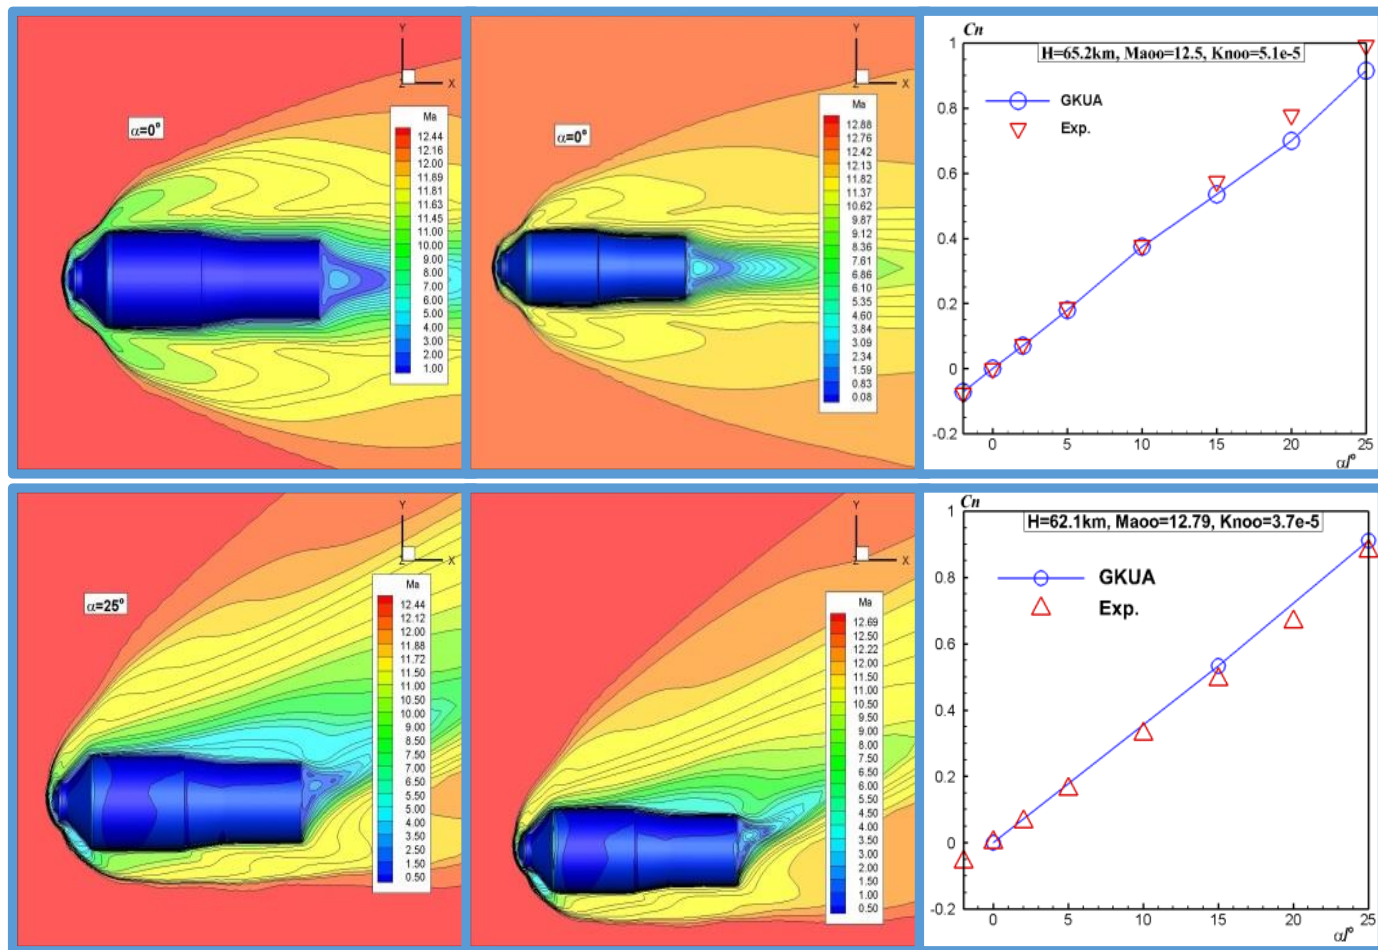 Y
Z
X
α=0°
Ma
12.44
12.16
12.00
11.89
11.81
11.63
11.45
11.00
10.00
9.00
8.00
7.00
6.00
5.00
4.00
3.00
2.00
1.00
Y
Z
X
α=0°
Ma
12.88
12.76
12.42
12.13
11.82
11.37
10.62
9.87
9.12
8.36
7.61
6.86
6.10
5.35
4.60
3.84
3.09
2.34
1.59
0.83
0.08
Cn
H=65.2km, Maoo=12.5, Knoo=5.1e-5
GKUA
Exp.
1
0.8
0.6
0.4
0.2
0
-0.2
0 5 10 15 20 25
α/°
Y
Z
X
α=25°
Ma
12.44
12.12
12.00
11.88
11.72
11.50
10.50
10.00
9.00
8.50
7.50
6.50
5.50
5.00
4.00
3.50
2.50
1.50
0.50
Y
Z
X
Ma
12.69
12.50
12.22
12.00
11.50
11.00
10.50
9.50
9.00
8.00
7.50
6.50
6.00
5.00
4.00
3.00
2.00
1.00
0.50
Cn
H=62.1km, Maoo=12.79, Knoo=3.7e-5
GKUA
Exp.
1
0.8
0.6
0.4
0.2
0
-0.2
0 5 10 15 20 25
α/°